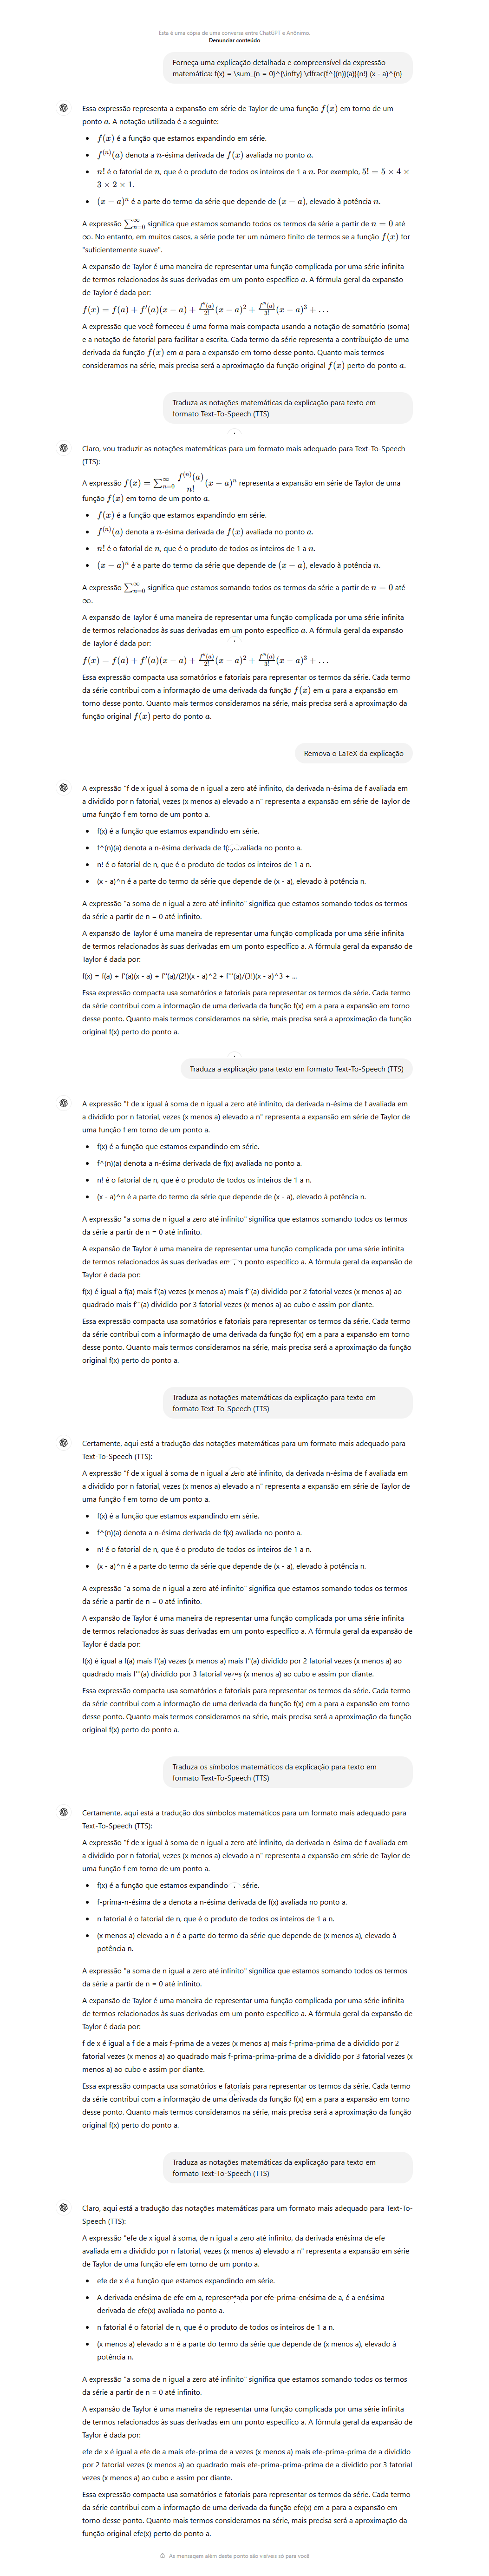 Esta é uma cópia de uma conversa entre ChatGPT e Anônimo.
Denunciar conteúdo
Forneça uma explicação detalhada e compreensível da expressão
matemática: f(x) = \sum_{n = 0}^{\infty} \dfrac{f^{(n)}(a)}{n!} (x - a)^{n}
Essa expressão representa a expansão em série de Taylor de uma função f(x) em torno de um
ponto a. A notação utilizada é a seguinte:
• f(x) é a função que estamos expandindo em série.
• f^(n)(a) denota a n-ésima derivada de f(x) avaliada no ponto a.
• n! é o fatorial de n, que é o produto de todos os inteiros de 1 a n. Por exemplo, 5! = 5 × 4 ×
3 × 2 × 1.
• (x − a)^n é a parte do termo da série que depende de (x − a), elevado à potência n.
A expressão ∑_{n=0}^{∞} significa que estamos somando todos os termos da série a partir de n = 0 até
∞. No entanto, em muitos casos, a série pode ter um número finito de termos se a função f(x) for
"suficientemente suave".
A expansão de Taylor é uma maneira de representar uma função complicada por uma série infinita
de termos relacionados às suas derivadas em um ponto específico a. A fórmula geral da expansão
de Taylor é dada por:
f(x) = f(a) + f′(a)(x − a) + f″(a)/2! (x − a)^2 + f‴(a)/3! (x − a)^3 + …
A expressão que você forneceu é uma forma mais compacta usando a notação de somatório (soma)
e a notação de fatorial para facilitar a escrita. Cada termo da série representa a contribuição de uma
derivada da função f(x) em a para a expansão em torno desse ponto. Quanto mais termos
considerarmos na série, mais precisa será a aproximação da função original f(x) perto do ponto a.
Traduza as notações matemáticas da explicação para texto em
formato Text-To-Speech (TTS)
Claro, vou traduzir as notações matemáticas para um formato mais adequado para Text-To-Speech
(TTS):
A expressão f(x) = ∑_{n=0}^{∞} f^(n)(a)/n! (x − a)^n representa a expansão em série de Taylor de uma
função f(x) em torno de um ponto a.
• f(x) é a função que estamos expandindo em série.
• f^(n)(a) denota a n-ésima derivada de f(x) avaliada no ponto a.
• n! é o fatorial de n, que é o produto de todos os inteiros de 1 a n.
• (x − a)^n é a parte do termo da série que depende de (x − a), elevado à potência n.
A expressão ∑_{n=0}^{∞} significa que estamos somando todos os termos da série a partir de n = 0 até
∞.
A expansão de Taylor é uma maneira de representar uma função complicada por uma série infinita
de termos relacionados às suas derivadas em um ponto específico a. A fórmula geral da expansão
de Taylor é dada por:
f(x) = f(a) + f′(a)(x − a) + f″(a)/2! (x − a)^2 + f‴(a)/3! (x − a)^3 + …
Essa expressão compacta usa somatórios e fatoriais para representar os termos da série. Cada termo
da série contribui com a informação de uma derivada da função f(x) em a para a expansão em
torno desse ponto. Quanto mais termos considerarmos na série, mais precisa será a aproximação da
função original f(x) perto do ponto a.
Remova o LaTeX da explicação
A expressão "f de x igual à soma de n igual a zero até infinito, da derivada n-ésima de f avaliada em
a dividido por n fatorial, vezes (x menos a) elevado a n" representa a expansão em série de Taylor de
uma função f em torno de um ponto a.
• f(x) é a função que estamos expandindo em série.
• f^(n)(a) denota a n-ésima derivada de avaliada no ponto a.
• n! é o fatorial de n, que é o produto de todos os inteiros de 1 a n.
• (x - a)^n é a parte do termo da série que depende de (x - a), elevado à potência n.
A expressão "a soma de n igual a zero até infinito" significa que estamos somando todos os termos
da série a partir de n = 0 até infinito.
A expansão de Taylor é uma maneira de representar uma função complicada por uma série infinita
de termos relacionados às suas derivadas em um ponto específico a. A fórmula geral da expansão de
Taylor é dada por:
f(x) = f(a) + f'(a)(x - a) + f''(a)/(2!)(x - a)^2 + f'''(a)/(3!)(x - a)^3 + ...
Essa expressão compacta usa somatórios e fatoriais para representar os termos da série. Cada termo
da série contribui com a informação de uma derivada da função f(x) em a para a expansão em torno
desse ponto. Quanto mais termos considerarmos na série, mais precisa será a aproximação da função
original f(x) perto do ponto a.
Traduza a explicação para texto em formato Text-To-Speech (TTS)
A expressão "f de x igual à soma de n igual a zero até infinito, da derivada n-ésima de f avaliada em
a dividido por n fatorial, vezes (x menos a) elevado a n" representa a expansão em série de Taylor de
uma função f em torno de um ponto a.
• f(x) é a função que estamos expandindo em série.
• f^(n)(a) denota a n-ésima derivada de f(x) avaliada no ponto a.
• n! é o fatorial de n, que é o produto de todos os inteiros de 1 a n.
• (x - a)^n é a parte do termo da série que depende de (x - a), elevado à potência n.
A expressão "a soma de n igual a zero até infinito" significa que estamos somando todos os termos
da série a partir de n = 0 até infinito.
A expansão de Taylor é uma maneira de representar uma função complicada por uma série infinita
de termos relacionados às suas derivadas em ponto específico a. A fórmula geral da expansão de
Taylor é dada por:
f(x) é igual a f(a) mais f'(a) vezes (x menos a) mais f''(a) dividido por 2 fatorial vezes (x menos a) ao
quadrado mais f'''(a) dividido por 3 fatorial vezes (x menos a) ao cubo e assim por diante.
Essa expressão compacta usa somatórios e fatoriais para representar os termos da série. Cada termo
da série contribui com a informação de uma derivada da função f(x) em a para a expansão em torno
desse ponto. Quanto mais termos considerarmos na série, mais precisa será a aproximação da função
original f(x) perto do ponto a.
Traduza as notações matemáticas da explicação para texto em
formato Text-To-Speech (TTS)
Certamente, aqui está a tradução das notações matemáticas para um formato mais adequado para
Text-To-Speech (TTS):
A expressão "f de x igual à soma de n igual a zero até infinito, da derivada n-ésima de f avaliada em
a dividido por n fatorial, vezes (x menos a) elevado a n" representa a expansão em série de Taylor de
uma função f em torno de um ponto a.
• f(x) é a função que estamos expandindo em série.
• f^(n)(a) denota a n-ésima derivada de f(x) avaliada no ponto a.
• n! é o fatorial de n, que é o produto de todos os inteiros de 1 a n.
• (x - a)^n é a parte do termo da série que depende de (x - a), elevado à potência n.
A expressão "a soma de n igual a zero até infinito" significa que estamos somando todos os termos
da série a partir de n = 0 até infinito.
A expansão de Taylor é uma maneira de representar uma função complicada por uma série infinita
de termos relacionados às suas derivadas em um ponto específico a. A fórmula geral da expansão de
Taylor é dada por:
f(x) é igual a f(a) mais f'(a) vezes (x menos a) mais f''(a) dividido por 2 fatorial vezes (x menos a) ao
quadrado mais f'''(a) dividido por 3 fatorial vezes (x menos a) ao cubo e assim por diante.
Essa expressão compacta usa somatórios e fatoriais para representar os termos da série. Cada termo
da série contribui com a informação de uma derivada da função f(x) em a para a expansão em torno
desse ponto. Quanto mais termos considerarmos na série, mais precisa será a aproximação da função
original f(x) perto do ponto a.
Traduza os símbolos matemáticos da explicação para texto em
formato Text-To-Speech (TTS)
Certamente, aqui está a tradução dos símbolos matemáticos para um formato mais adequado para
Text-To-Speech (TTS):
A expressão "f de x igual à soma de n igual a zero até infinito, da derivada n-ésima de f avaliada em
a dividido por n fatorial, vezes (x menos a) elevado a n" representa a expansão em série de Taylor de
uma função f em torno de um ponto a.
• f(x) é a função que estamos expandindo série.
• f-prima-n-ésima de a denota a n-ésima derivada de f(x) avaliada no ponto a.
• n fatorial é o fatorial de n, que é o produto de todos os inteiros de 1 a n.
• (x menos a) elevado a n é a parte do termo da série que depende de (x menos a), elevado à
potência n.
A expressão "a soma de n igual a zero até infinito" significa que estamos somando todos os termos
da série a partir de n = 0 até infinito.
A expansão de Taylor é uma maneira de representar uma função complicada por uma série infinita
de termos relacionados às suas derivadas em um ponto específico a. A fórmula geral da expansão de
Taylor é dada por:
f de x é igual a f de a mais f-prima de a vezes (x menos a) mais f-prima-prima de a dividido por 2
fatorial vezes (x menos a) ao quadrado mais f-prima-prima-prima de a dividido por 3 fatorial vezes (x
menos a) ao cubo e assim por diante.
Essa expressão compacta usa somatórios e fatoriais para representar os termos da série. Cada termo
da série contribui com a informação de uma derivada da função f(x) em a para a expansão em torno
desse ponto. Quanto mais termos considerarmos na série, mais precisa será a aproximação da função
original f(x) perto do ponto a.
Traduza as notações matemáticas da explicação para texto em
formato Text-To-Speech (TTS)
Claro, aqui está a tradução das notações matemáticas para um formato mais adequado para Text-To-
Speech (TTS):
A expressão "efe de x igual à soma, de n igual a zero até infinito, da derivada enésima de efe
avaliada em a dividido por n fatorial, vezes (x menos a) elevado a n" representa a expansão em série
de Taylor de uma função efe em torno de um ponto a.
• efe de x é a função que estamos expandindo em série.
• A derivada enésima de efe em a, representada por efe-prima-enésima de a, é a enésima
derivada de efe(x) avaliada no ponto a.
• n fatorial é o fatorial de n, que é o produto de todos os inteiros de 1 a n.
• (x menos a) elevado a n é a parte do termo da série que depende de (x menos a), elevado à
potência n.
A expressão "a soma de n igual a zero até infinito" significa que estamos somando todos os termos
da série a partir de n = 0 até infinito.
A expansão de Taylor é uma maneira de representar uma função complicada por uma série infinita
de termos relacionados às suas derivadas em um ponto específico a. A fórmula geral da expansão de
Taylor é dada por:
efe de x é igual a efe de a mais efe-prima de a vezes (x menos a) mais efe-prima-prima de a dividido
por 2 fatorial vezes (x menos a) ao quadrado mais efe-prima-prima-prima de a dividido por 3 fatorial
vezes (x menos a) ao cubo e assim por diante.
Essa expressão compacta usa somatórios e fatoriais para representar os termos da série. Cada termo
da série contribui com a informação de uma derivada da função efe(x) em a para a expansão em
torno desse ponto. Quanto mais termos considerarmos na série, mais precisa será a aproximação da
função original efe(x) perto do ponto a.
As mensagem além deste ponto são visíveis só para você